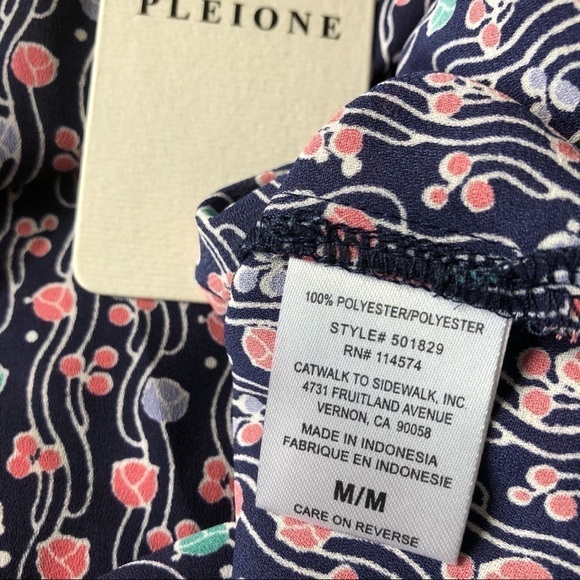 PLEIONE
100% POLYESTER/POLYESTER
STYLE# 501829
RN# 114574
CATWALK TO SIDEWALK, INC.
4731 FRUITLAND AVENUE
VERNON, CA 90058
MADE IN INDONESIA
FABRIQUE EN INDONESIE
M/M
CARE ON REVERSE